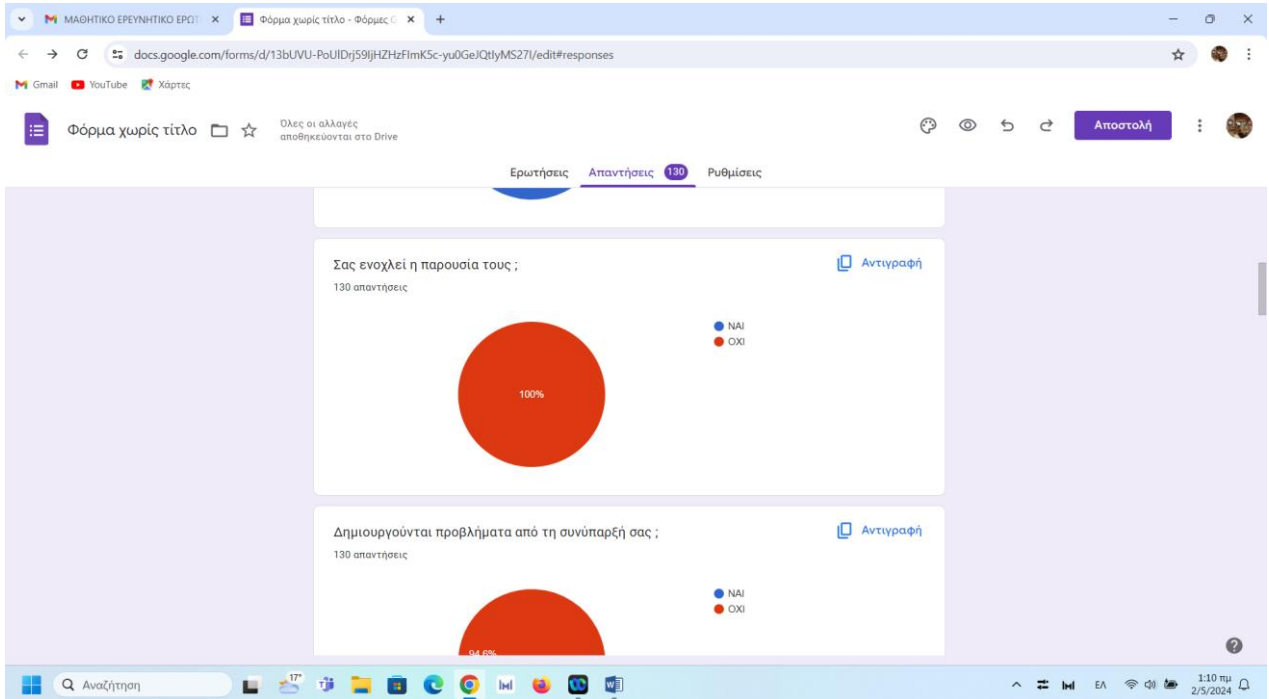 ΜΑΘΗΤΙΚΟ ΕΡΕΥΝΗΤΙΚΟ ΕΡΩΤ
Φόρμα χωρίς τίτλο - Φόρμες
docs.google.com/forms/d/13bUVU-PoUlDrj59ljHZHzFlmK5c-yu0GeJQtlyMS27I/edit#responses
Gmail YouTube Χάρτες
Φόρμα χωρίς τίτλο
Όλες οι αλλαγές
αποθηκεύονται στο Drive
Αποστολή
Ερωτήσεις Απαντήσεις 130 Ρυθμίσεις
Σας ενοχλεί η παρουσία τους ;
Αντιγραφή
130 απαντήσεις
ΝΑΙ
ΟΧΙ
100%
Δημιουργούνται προβλήματα από τη συνύπαρξή σας ;
Αντιγραφή
130 απαντήσεις
ΝΑΙ
ΟΧΙ
94,6%
Αναζήτηση
17°
ΕΛ
1:10 πμ
2/5/2024